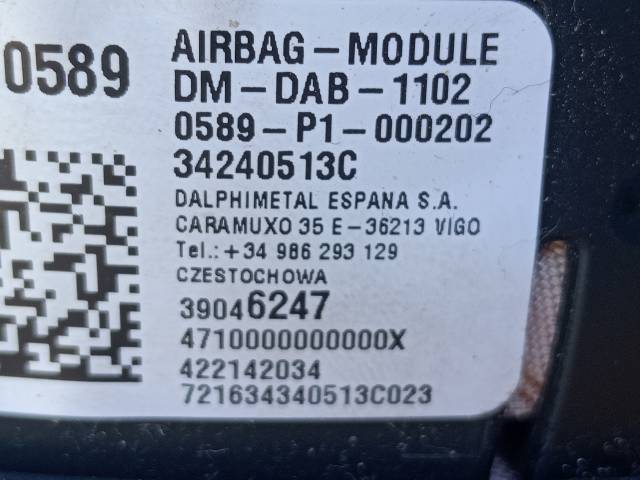 0589
AIRBAG-MODULE
DM-DAB-1102
0589-P1-000202
34240513C
DALPHIMETAL ESPANA S.A.
CARAMUXO 35 E-36213 VIGO
Tel.:+34 986 293 129
CZESTOCHOWA
39046247
4710000000000X
422142034
721634340513C023